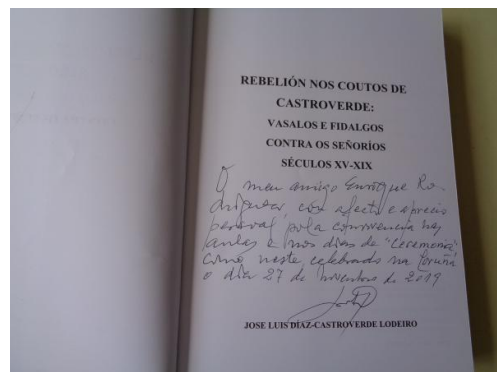 REBELIÓN NOS COUTOS DE
CASTROVERDE:
VASALOS E FIDALGOS
CONTRA OS SEÑORÍOS
SÉCULOS XV-XIX
O meu amigo Enrique Ro-
dríguez, con afecto e aprecio
persoal pola convivencia nas
aulas e nos días de "Ceremonia"
como neste, celebrado na Coruña
o día 27 de novembro de 2019
JOSE LUIS DÍAZ-CASTROVERDE LODEIRO